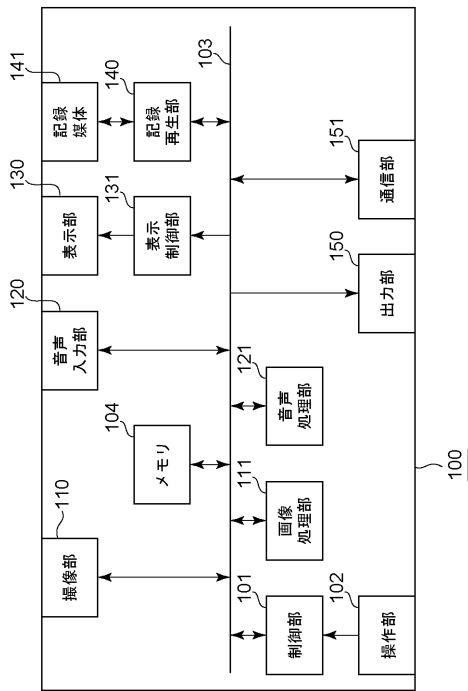 110
撮像部
120
音声
入力部
130
表示部
141
記録
媒体
104
メモリ
131
表示
制御部
140
記録
再生部
103
101
制御部
111
画像
処理部
121
音声
処理部
102
操作部
150
出力部
151
通信部
100